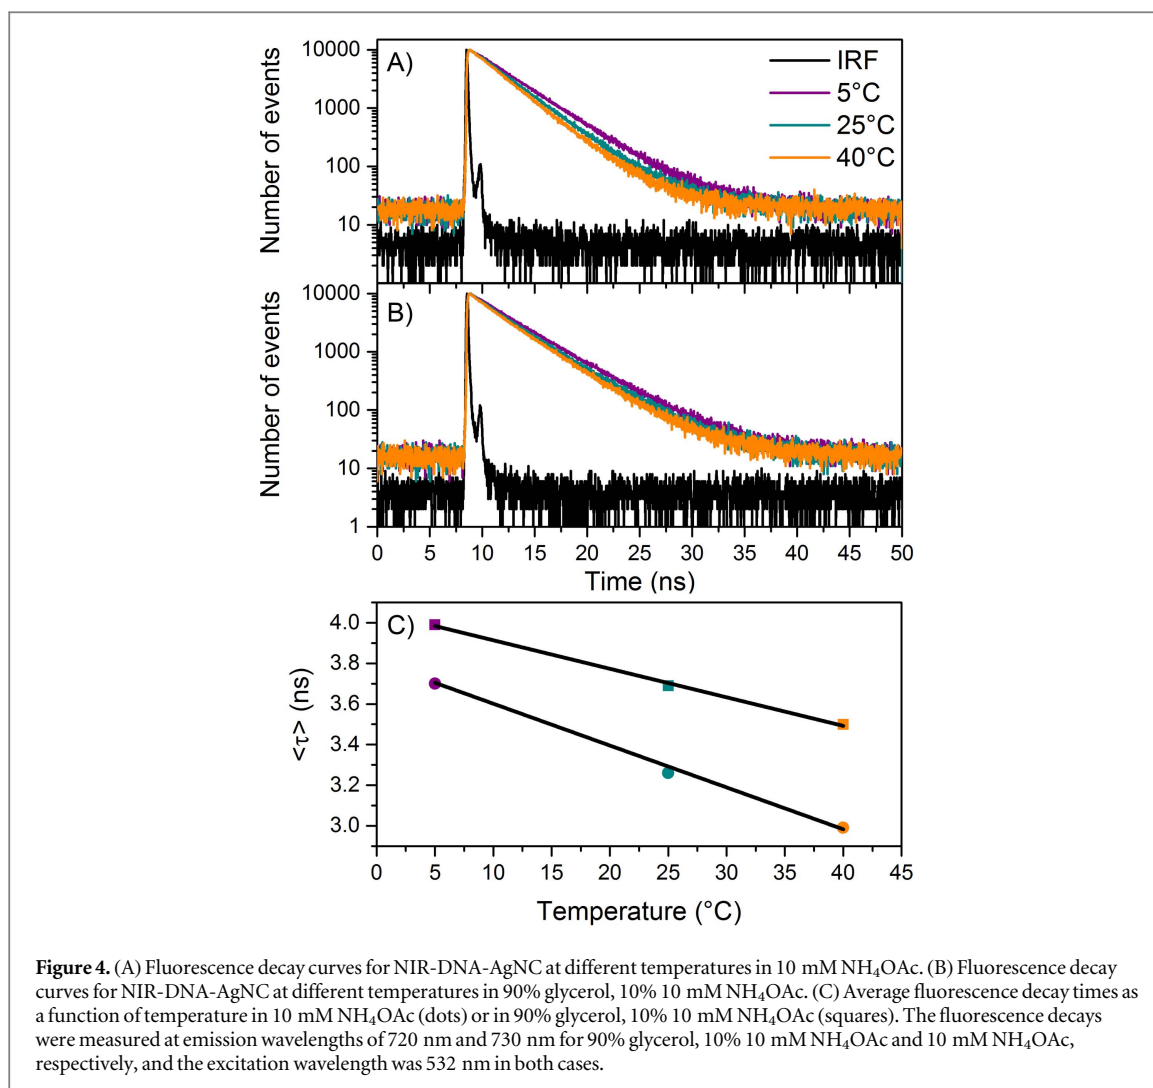 A)
IRF
5°C
25°C
40°C
10000
1000
100
10
Number of events
B)
10000
1000
100
10
1
Number of events
0 5 10 15 20 25 30 35 40 45 50
Time (ns)
C)
4.0
3.8
3.6
3.4
3.2
3.0
<τ> (ns)
0 5 10 15 20 25 30 35 40 45
Temperature (°C)
Figure 4. (A) Fluorescence decay curves for NIR-DNA-AgNC at different temperatures in 10 mM NH₄OAc. (B) Fluorescence decay
curves for NIR-DNA-AgNC at different temperatures in 90% glycerol, 10% 10 mM NH₄OAc. (C) Average fluorescence decay times as
a function of temperature in 10 mM NH₄OAc (dots) or in 90% glycerol, 10% 10 mM NH₄OAc (squares). The fluorescence decays
were measured at emission wavelengths of 720 nm and 730 nm for 90% glycerol, 10% 10 mM NH₄OAc and 10 mM NH₄OAc,
respectively, and the excitation wavelength was 532 nm in both cases.